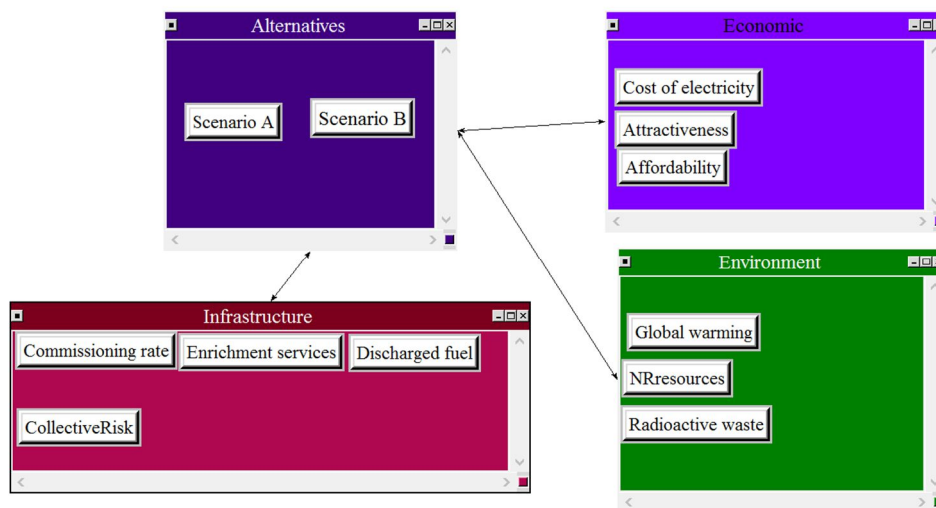 Alternatives
Scenario A
Scenario B
Economic
Cost of electricity
Attractiveness
Affordability
Infrastructure
Commissioning rate
Enrichment services
Discharged fuel
CollectiveRisk
Environment
Global warming
NRresources
Radioactive waste